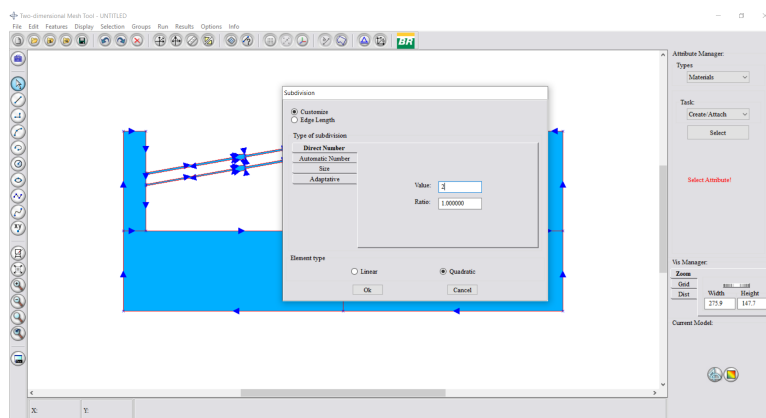 Two-dimensional Mesh Tool - UNTITLED
File Edit Features Display Selection Groups Run Results Options Info
BR
Attribute Manager:
Types
Materials
Task:
Create/Attach
Select
Select Attribute!
Subdivision
Customize
Edge Length
Type of subdivision
Direct Number
Automatic Number
Size
Adaptative
Value: 2
Ratio: 1.000000
Element type
Linear Quadratic
Ok Cancel
xy
Vis Manager:
Zoom
Grid
Dist Width Height
275.9 147.7
Current Model:
X: Y: